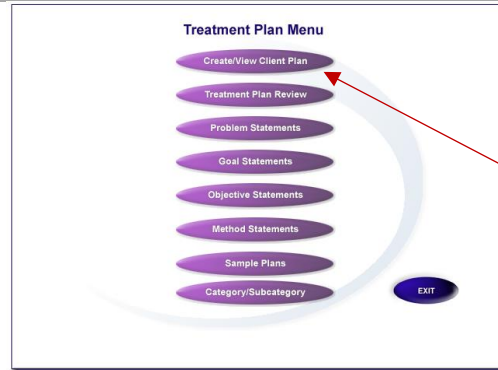 Treatment Plan Menu
Create/View Client Plan
Treatment Plan Review
Problem Statements
Goal Statements
Objective Statements
Method Statements
Sample Plans
Category/Subcategory
EXIT